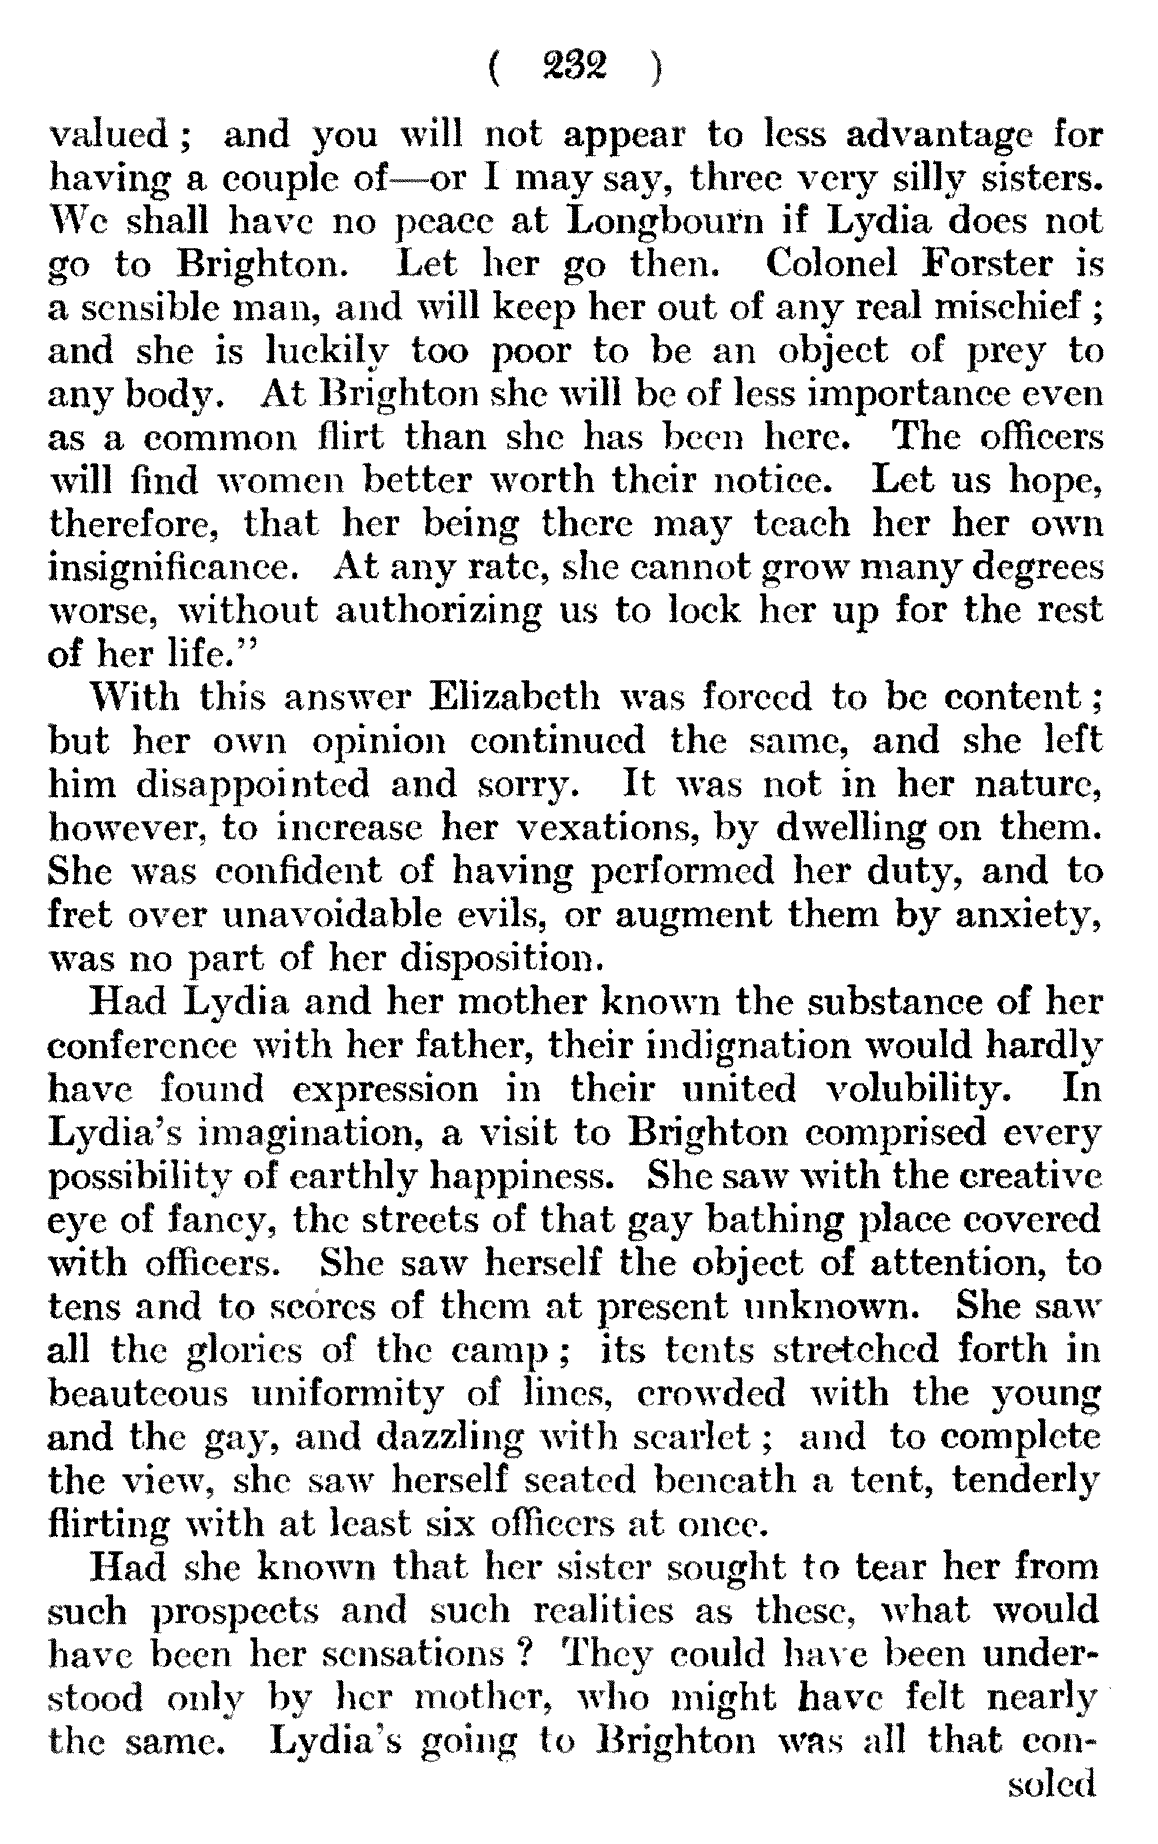 ( 232 )
valued ; and you will not appear to less advantage for
having a couple of—or I may say, three very silly sisters.
We shall have no peace at Longbourn if Lydia does not
go to Brighton. Let her go then. Colonel Forster is
a sensible man, and will keep her out of any real mischief ;
and she is luckily too poor to be an object of prey to
any body. At Brighton she will be of less importance even
as a common flirt than she has been here. The officers
will find women better worth their notice. Let us hope,
therefore, that her being there may teach her her own
insignificance. At any rate, she cannot grow many degrees
worse, without authorizing us to lock her up for the rest
of her life.”
With this answer Elizabeth was forced to be content ;
but her own opinion continued the same, and she left
him disappointed and sorry. It was not in her nature,
however, to increase her vexations, by dwelling on them.
She was confident of having performed her duty, and to
fret over unavoidable evils, or augment them by anxiety,
was no part of her disposition.
Had Lydia and her mother known the substance of her
conference with her father, their indignation would hardly
have found expression in their united volubility. In
Lydia’s imagination, a visit to Brighton comprised every
possibility of earthly happiness. She saw with the creative
eye of fancy, the streets of that gay bathing place covered
with officers. She saw herself the object of attention, to
tens and to scores of them at present unknown. She saw
all the glories of the camp ; its tents stretched forth in
beauteous uniformity of lines, crowded with the young
and the gay, and dazzling with scarlet ; and to complete
the view, she saw herself seated beneath a tent, tenderly
flirting with at least six officers at once.
Had she known that her sister sought to tear her from
such prospects and such realities as these, what would
have been her sensations ? They could have been under-
stood only by her mother, who might have felt nearly
the same. Lydia’s going to Brighton was all that con-
soled